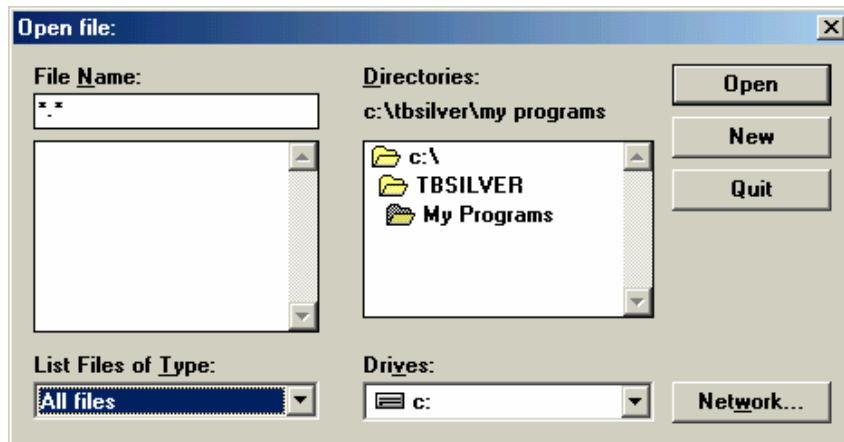 Open file:
File Name:
*.*
List Files of Type:
All files
Directories:
c:\tbsilver\my programs
c:\
TBSILVER
My Programs
Drives:
c:
Open
New
Quit
Network...